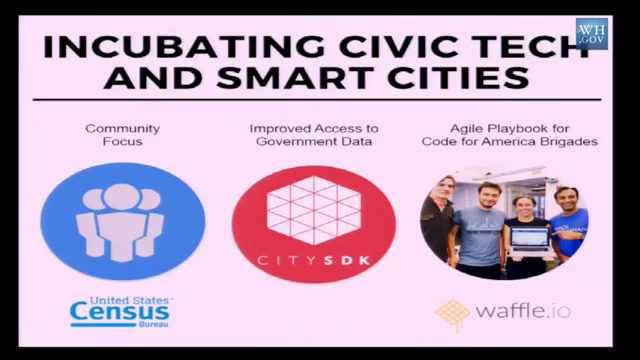 INCUBATING CIVIC TECH
AND SMART CITIES
WH
.GOV
Community
Focus
Improved Access to
Government Data
Agile Playbook for
Code for America Brigades
CITYSDK
United States™
Census
Bureau
waffle.io